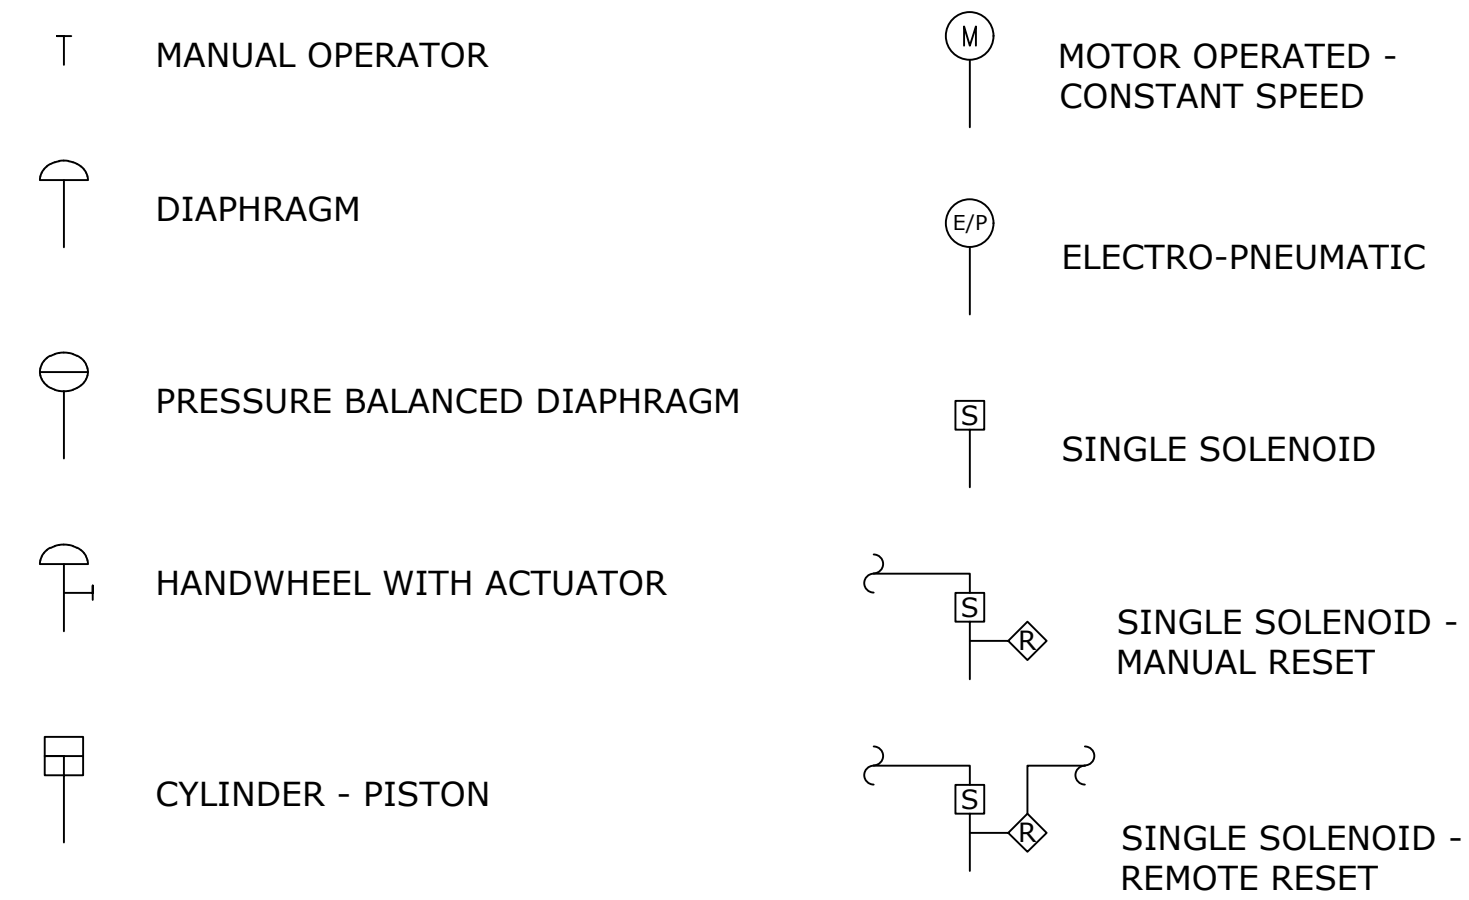 MANUAL OPERATOR
DIAPHRAGM
PRESSURE BALANCED DIAPHRAGM
HANDWHEEL WITH ACTUATOR
CYLINDER - PISTON
M
MOTOR OPERATED -
CONSTANT SPEED
E/P
ELECTRO-PNEUMATIC
S
SINGLE SOLENOID
S
R
SINGLE SOLENOID -
MANUAL RESET
S
R
SINGLE SOLENOID -
REMOTE RESET